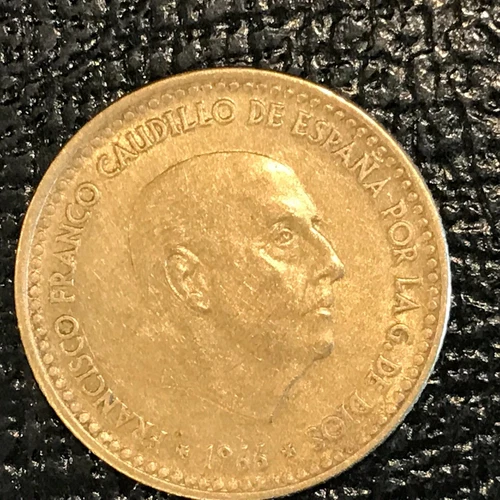 FRANCISCO FRANCO CAUDILLO DE ESPAÑA POR LA G. DE DIOS
* 1966 *